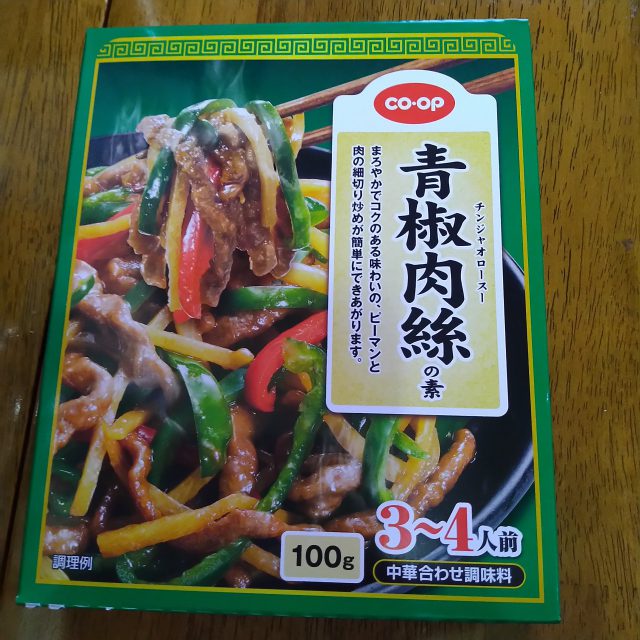 co·op
青椒肉絲の素
チンジャオロースー
まろやかでコクのある味わいの、ピーマンと
肉の細切り炒めが簡単にできあがります。
3〜4人前
100g
中華合わせ調味料
調理例